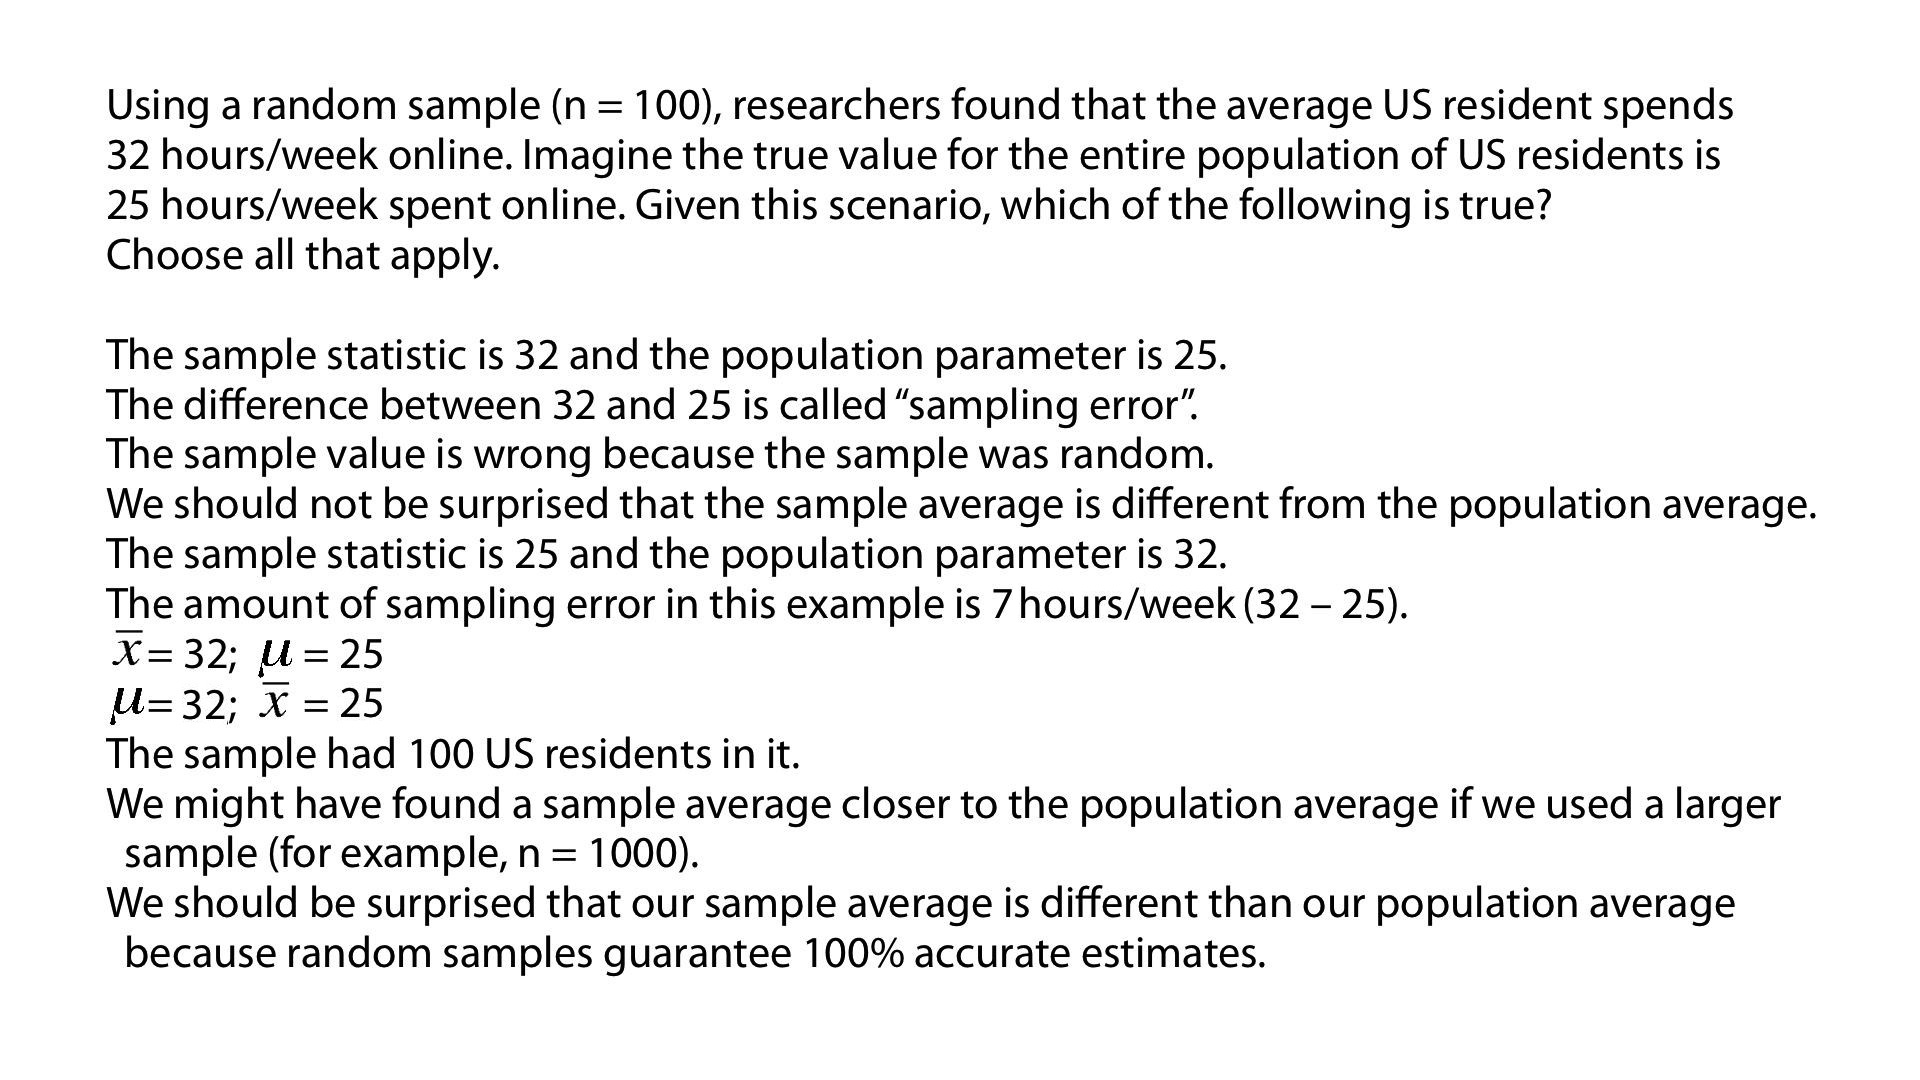 Using a random sample (n = 100), researchers found that the average US resident spends
32 hours/week online. Imagine the true value for the entire population of US residents is
25 hours/week spent online. Given this scenario, which of the following is true?
Choose all that apply.
The sample statistic is 32 and the population parameter is 25.
The difference between 32 and 25 is called “sampling error”.
The sample value is wrong because the sample was random.
We should not be surprised that the sample average is different from the population average.
The sample statistic is 25 and the population parameter is 32.
The amount of sampling error in this example is 7 hours/week (32 – 25).
x̄ = 32; μ = 25
μ = 32; x̄ = 25
The sample had 100 US residents in it.
We might have found a sample average closer to the population average if we used a larger
sample (for example, n = 1000).
We should be surprised that our sample average is different than our population average
because random samples guarantee 100% accurate estimates.